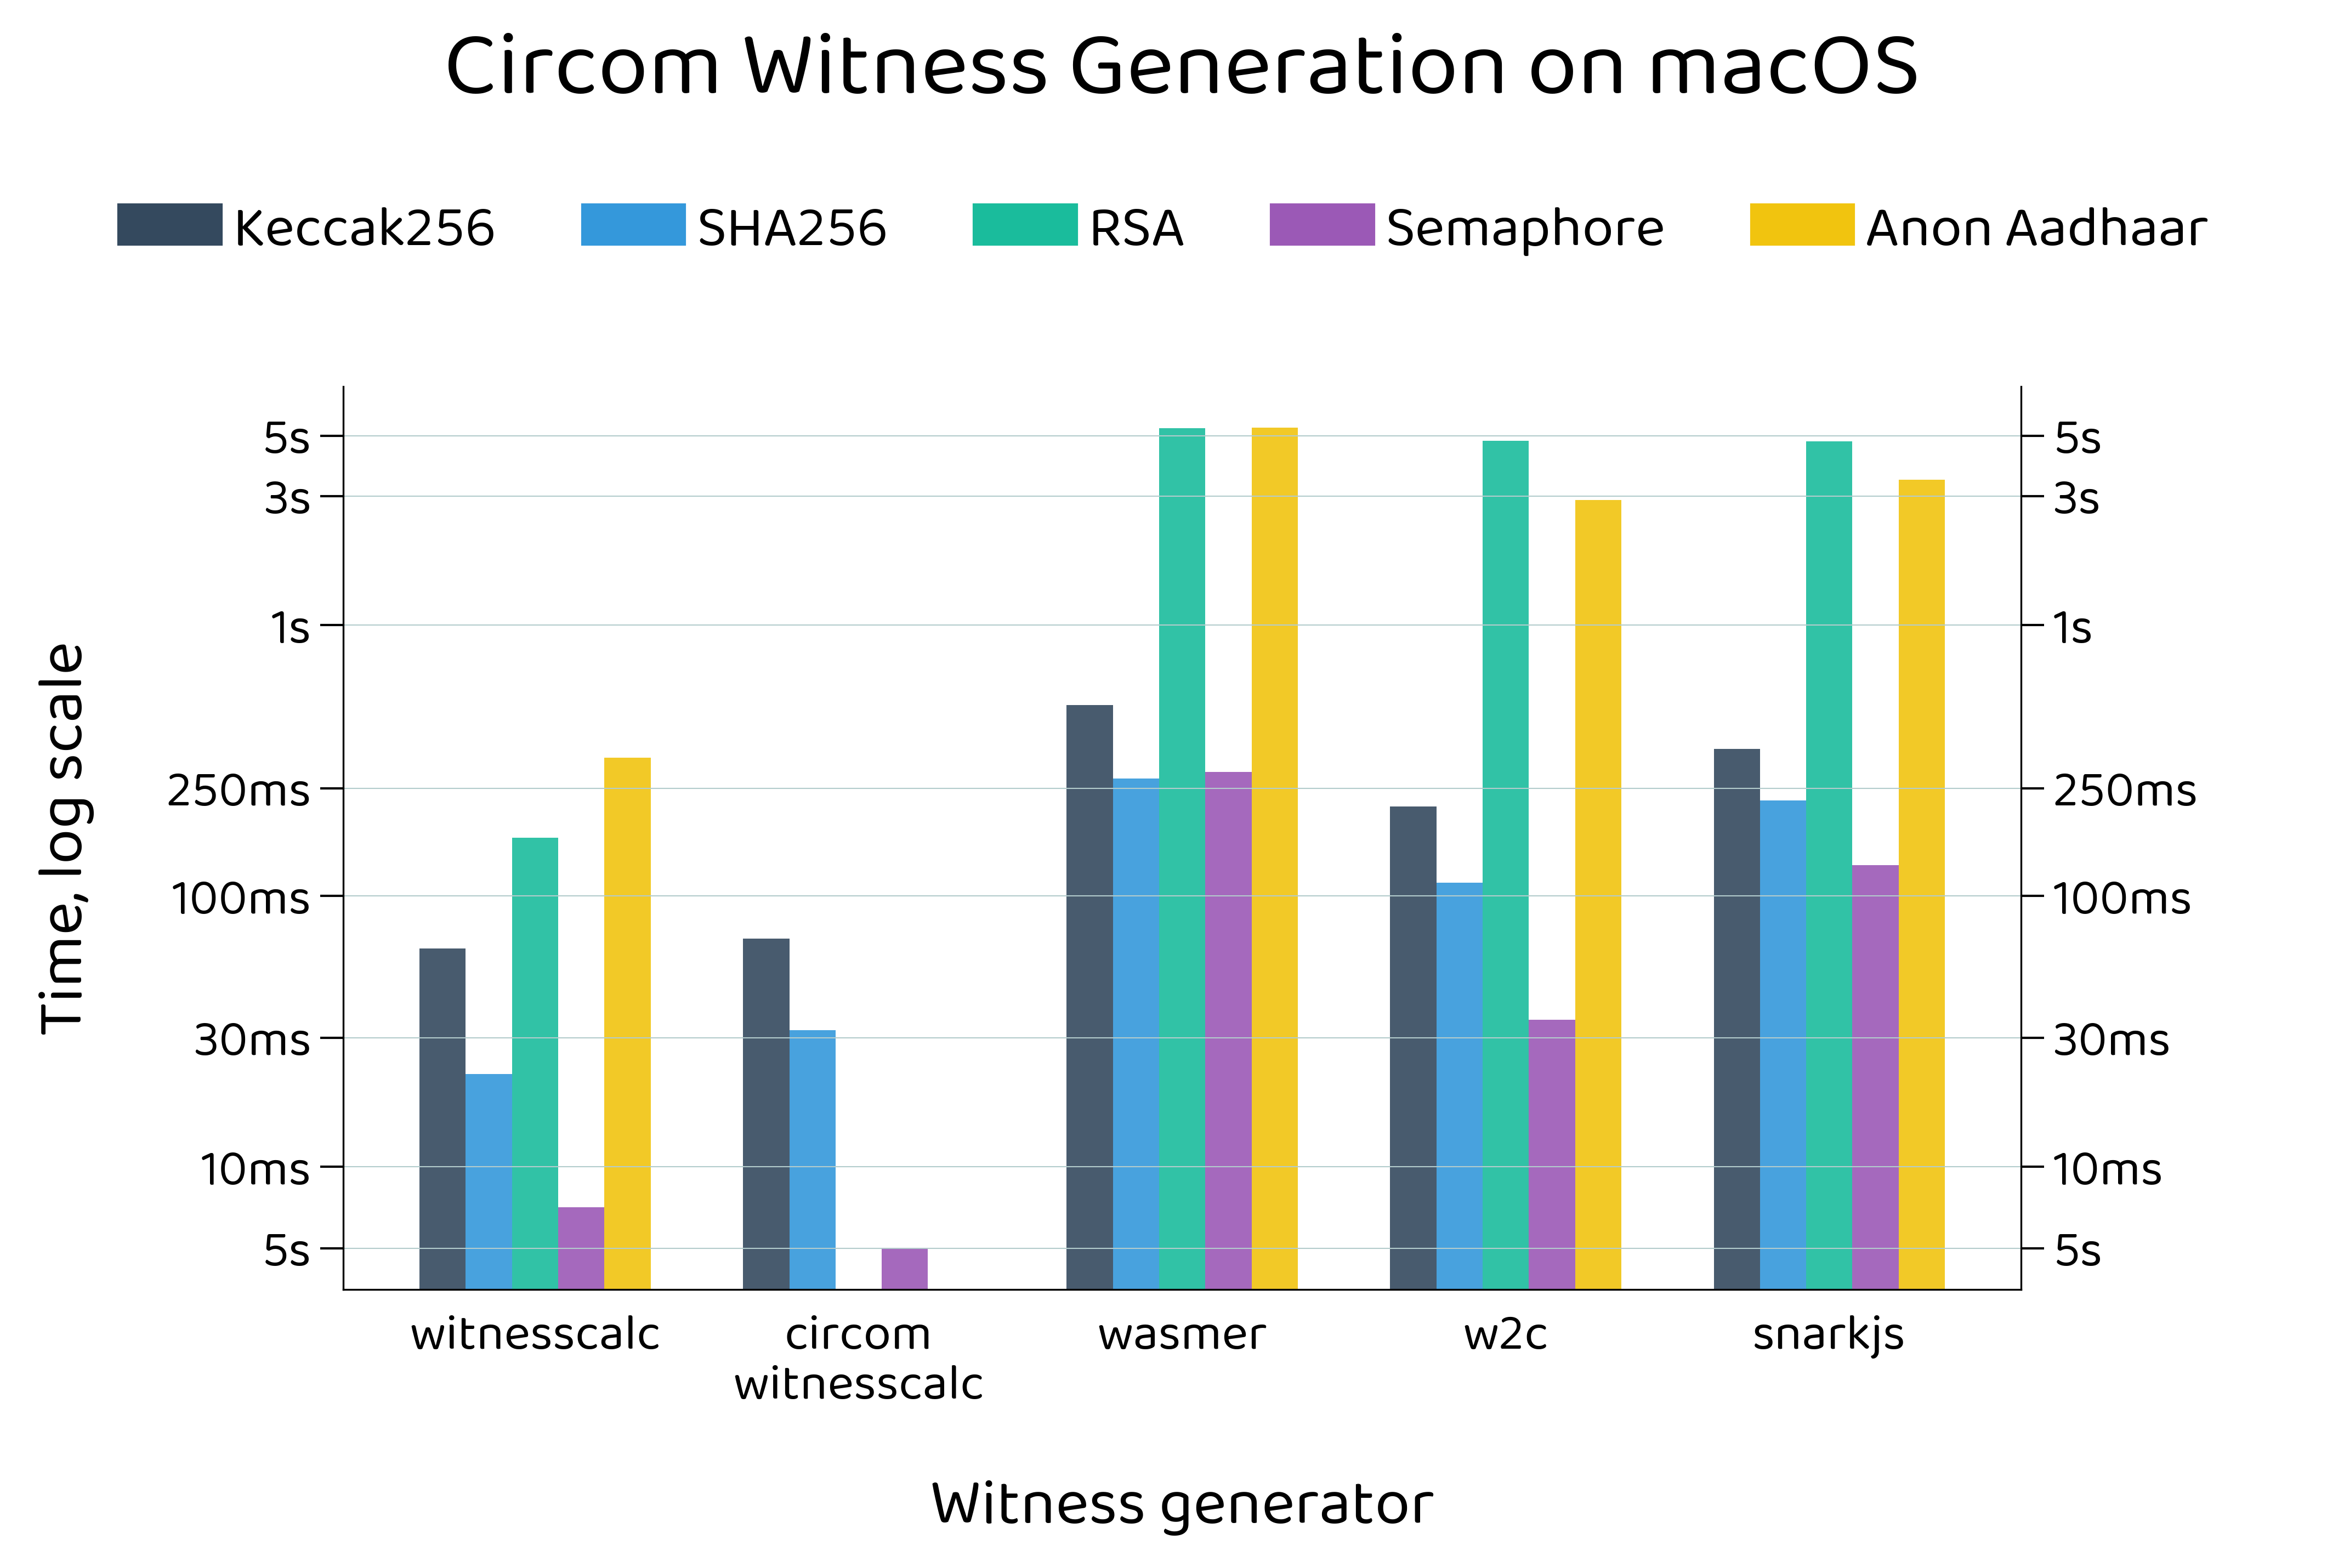 Circom Witness Generation on macOS
Keccak256 SHA256 RSA Semaphore Anon Aadhaar
Time, log scale
5s 5s
3s 3s
1s 1s
250ms 250ms
100ms 100ms
30ms 30ms
10ms 10ms
5s 5s
witnesscalc circom wasmer w2c snarkjs
witnesscalc
Witness generator